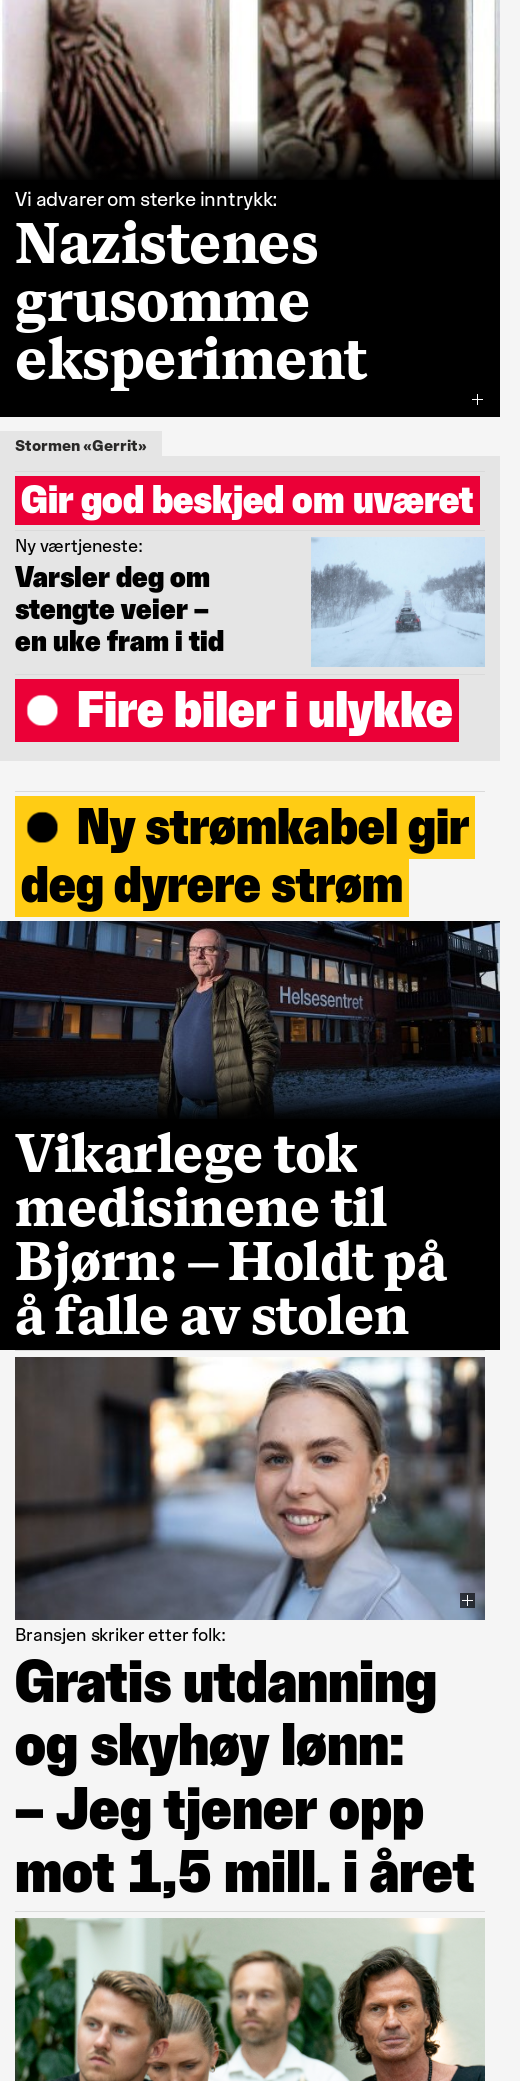 Vi advarer om sterke inntrykk:
Nazistenes
grusomme
eksperiment
Stormen «Gerrit»
Gir god beskjed om uværet
Ny værtjeneste:
Varsler deg om
stengte veier –
en uke fram i tid
Fire biler i ulykke
Ny strømkabel gir
deg dyrere strøm
Helsesentret
Vikarlege tok
medisinene til
Bjørn: – Holdt på
å falle av stolen
Bransjen skriker etter folk:
Gratis utdanning
og skyhøy lønn:
– Jeg tjener opp
mot 1,5 mill. i året